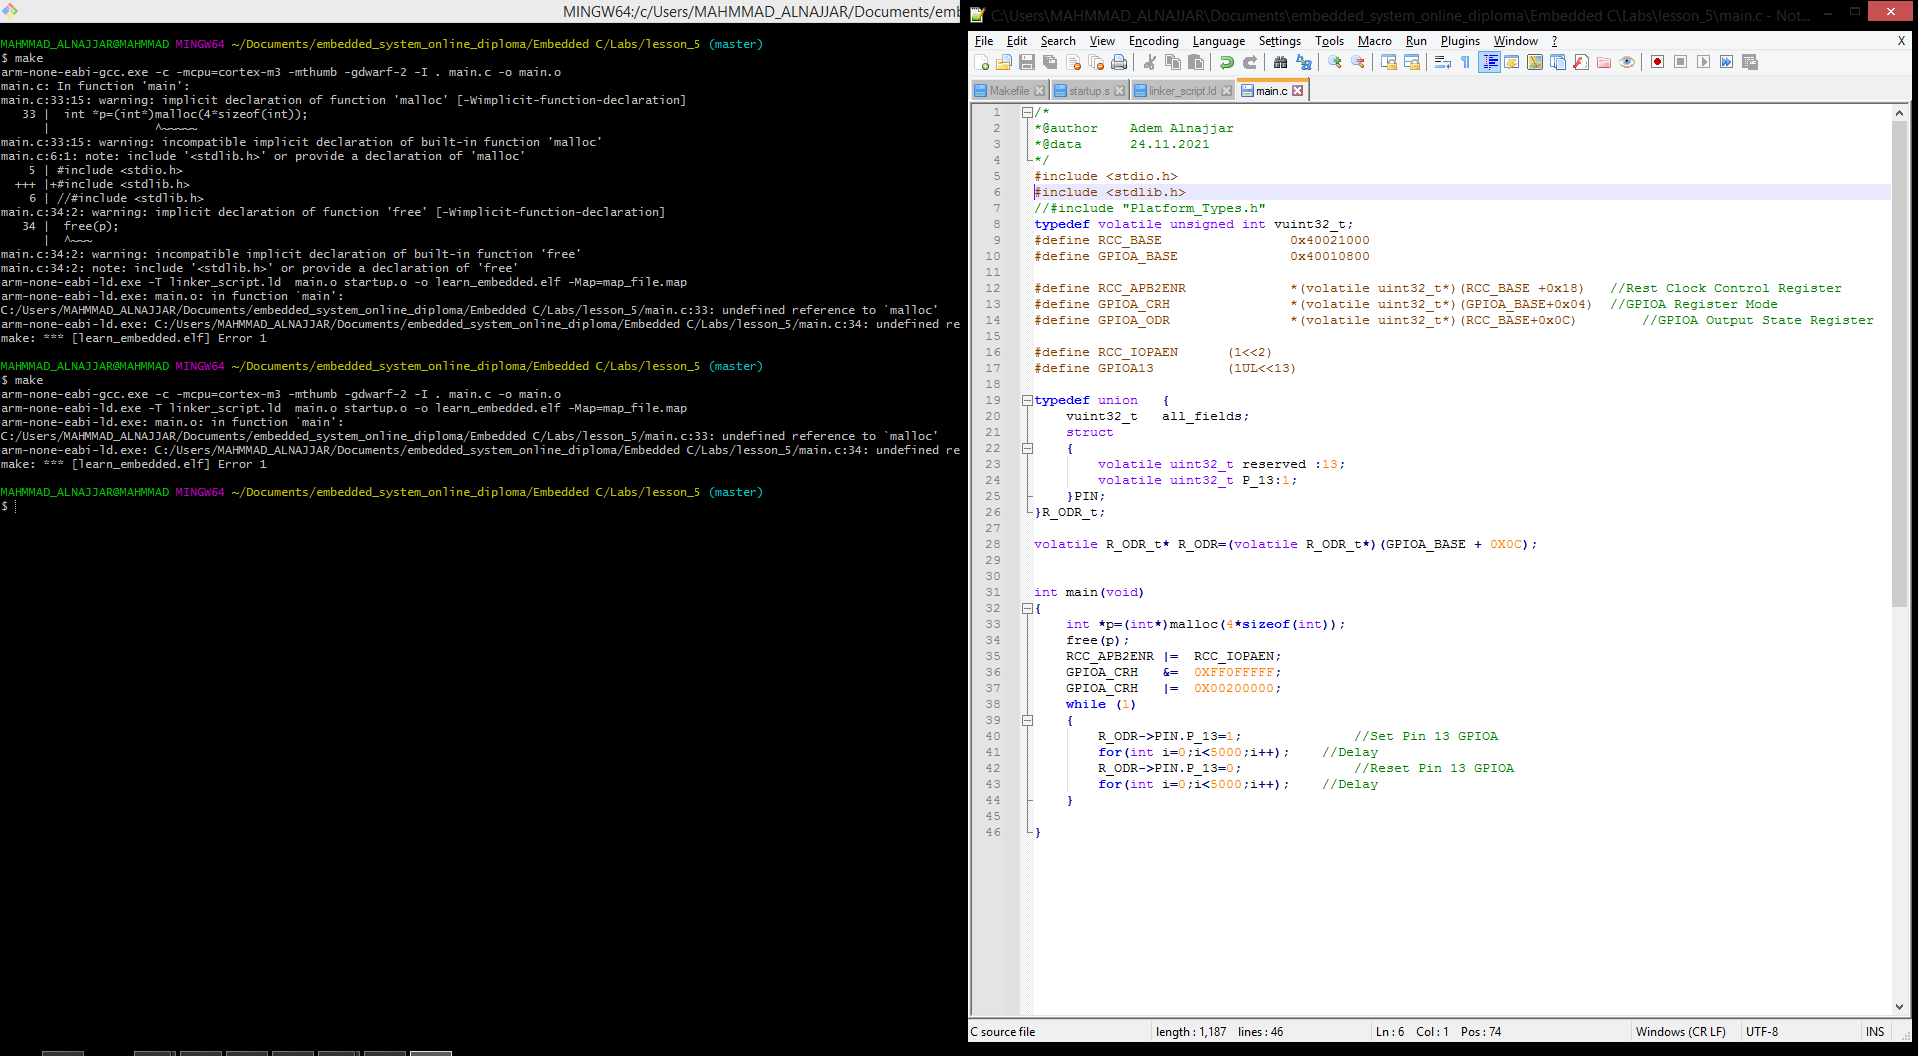 MINGW64:/c/Users/MAHMMAD_ALNAJJAR/Documents/emb
MAHMMAD_ALNAJJAR@MAHMMAD MINGW64 ~/Documents/embedded_system_online_diploma/Embedded C/Labs/lesson_5 (master)
$ make
arm-none-eabi-gcc.exe -c -mcpu=cortex-m3 -mthumb -gdwarf-2 -I . main.c -o main.o
main.c: In function 'main':
main.c:33:15: warning: implicit declaration of function 'malloc' [-Wimplicit-function-declaration]
33 | int *p=(int*)malloc(4*sizeof(int));
| ^~~~~~
main.c:33:15: warning: incompatible implicit declaration of built-in function 'malloc'
main.c:6:1: note: include '<stdlib.h>' or provide a declaration of 'malloc'
5 | #include <stdio.h>
+++ |+#include <stdlib.h>
6 | //#include <stdlib.h>
main.c:34:2: warning: implicit declaration of function 'free' [-Wimplicit-function-declaration]
34 | free(p);
| ^~~~
main.c:34:2: warning: incompatible implicit declaration of built-in function 'free'
main.c:34:2: note: include '<stdlib.h>' or provide a declaration of 'free'
arm-none-eabi-ld.exe -T linker_script.ld  main.o startup.o -o learn_embedded.elf -Map=map_file.map
arm-none-eabi-ld.exe: main.o: in function `main':
C:/Users/MAHMMAD_ALNAJJAR/Documents/embedded_system_online_diploma/Embedded C/Labs/lesson_5/main.c:33: undefined reference to `malloc'
arm-none-eabi-ld.exe: C:/Users/MAHMMAD_ALNAJJAR/Documents/embedded_system_online_diploma/Embedded C/Labs/lesson_5/main.c:34: undefined re
make: *** [learn_embedded.elf] Error 1
MAHMMAD_ALNAJJAR@MAHMMAD MINGW64 ~/Documents/embedded_system_online_diploma/Embedded C/Labs/lesson_5 (master)
$ make
arm-none-eabi-gcc.exe -c -mcpu=cortex-m3 -mthumb -gdwarf-2 -I . main.c -o main.o
arm-none-eabi-ld.exe -T linker_script.ld  main.o startup.o -o learn_embedded.elf -Map=map_file.map
arm-none-eabi-ld.exe: main.o: in function `main':
C:/Users/MAHMMAD_ALNAJJAR/Documents/embedded_system_online_diploma/Embedded C/Labs/lesson_5/main.c:33: undefined reference to `malloc'
arm-none-eabi-ld.exe: C:/Users/MAHMMAD_ALNAJJAR/Documents/embedded_system_online_diploma/Embedded C/Labs/lesson_5/main.c:34: undefined re
make: *** [learn_embedded.elf] Error 1
MAHMMAD_ALNAJJAR@MAHMMAD MINGW64 ~/Documents/embedded_system_online_diploma/Embedded C/Labs/lesson_5 (master)
$
C:\Users\MAHMMAD_ALNAJJAR\Documents\embedded_system_online_diploma\Embedded C\Labs\lesson_5\main.c - Not...
File Edit Search View Encoding Language Settings Tools Macro Run Plugins Window ? X
Makefile startup.s linker_script.ld main.c
1 /*
2 *@author    Adem Alnajjar
3 *@data      24.11.2021
4 */
5 #include <stdio.h>
6 #include <stdlib.h>
7 //#include "Platform_Types.h"
8 typedef volatile unsigned int vuint32_t;
9 #define RCC_BASE                0x40021000
10 #define GPIOA_BASE              0x40010800
11
12 #define RCC_APB2ENR             *(volatile uint32_t*)(RCC_BASE +0x18)   //Rest Clock Control Register
13 #define GPIOA_CRH               *(volatile uint32_t*)(GPIOA_BASE+0x04)  //GPIOA Register Mode
14 #define GPIOA_ODR               *(volatile uint32_t*)(RCC_BASE+0x0C)        //GPIOA Output State Register
15
16 #define RCC_IOPAEN      (1<<2)
17 #define GPIOA13         (1UL<<13)
18
19 typedef union   {
20 vuint32_t   all_fields;
21 struct
22 {
23 volatile uint32_t reserved :13;
24 volatile uint32_t P_13:1;
25 }PIN;
26 }R_ODR_t;
27
28 volatile R_ODR_t* R_ODR=(volatile R_ODR_t*)(GPIOA_BASE + 0X0C);
29
30
31 int main(void)
32 {
33 int *p=(int*)malloc(4*sizeof(int));
34 free(p);
35 RCC_APB2ENR |=  RCC_IOPAEN;
36 GPIOA_CRH   &=  0XFF0FFFFF;
37 GPIOA_CRH   |=  0X00200000;
38 while (1)
39 {
40 R_ODR->PIN.P_13=1;              //Set Pin 13 GPIOA
41 for(int i=0;i<5000;i++);    //Delay
42 R_ODR->PIN.P_13=0;              //Reset Pin 13 GPIOA
43 for(int i=0;i<5000;i++);    //Delay
44 }
45
46 }
C source file length : 1,187 lines : 46 Ln : 6 Col : 1 Pos : 74 Windows (CR LF) UTF-8 INS